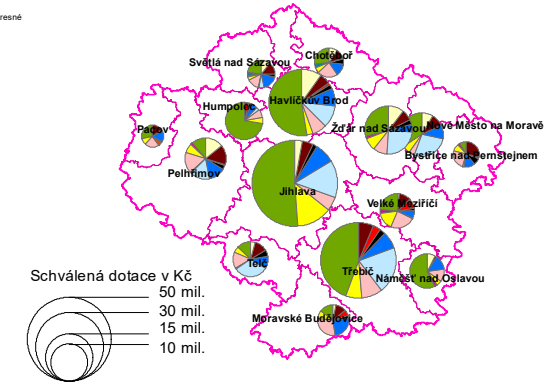 resné
Chotěboř
Světlá nad Sázavou
Havlíčkův Brod
Humpolec
Žďár nad Sázavou
Nové Město na Moravě
Pacov
Bystřice nad Pernštejnem
Pelhřimov
Jihlava
Velké Meziříčí
Telč
Třebíč
Náměšť nad Oslavou
Moravské Budějovice
Schválená dotace v Kč
50 mil.
30 mil.
15 mil.
10 mil.